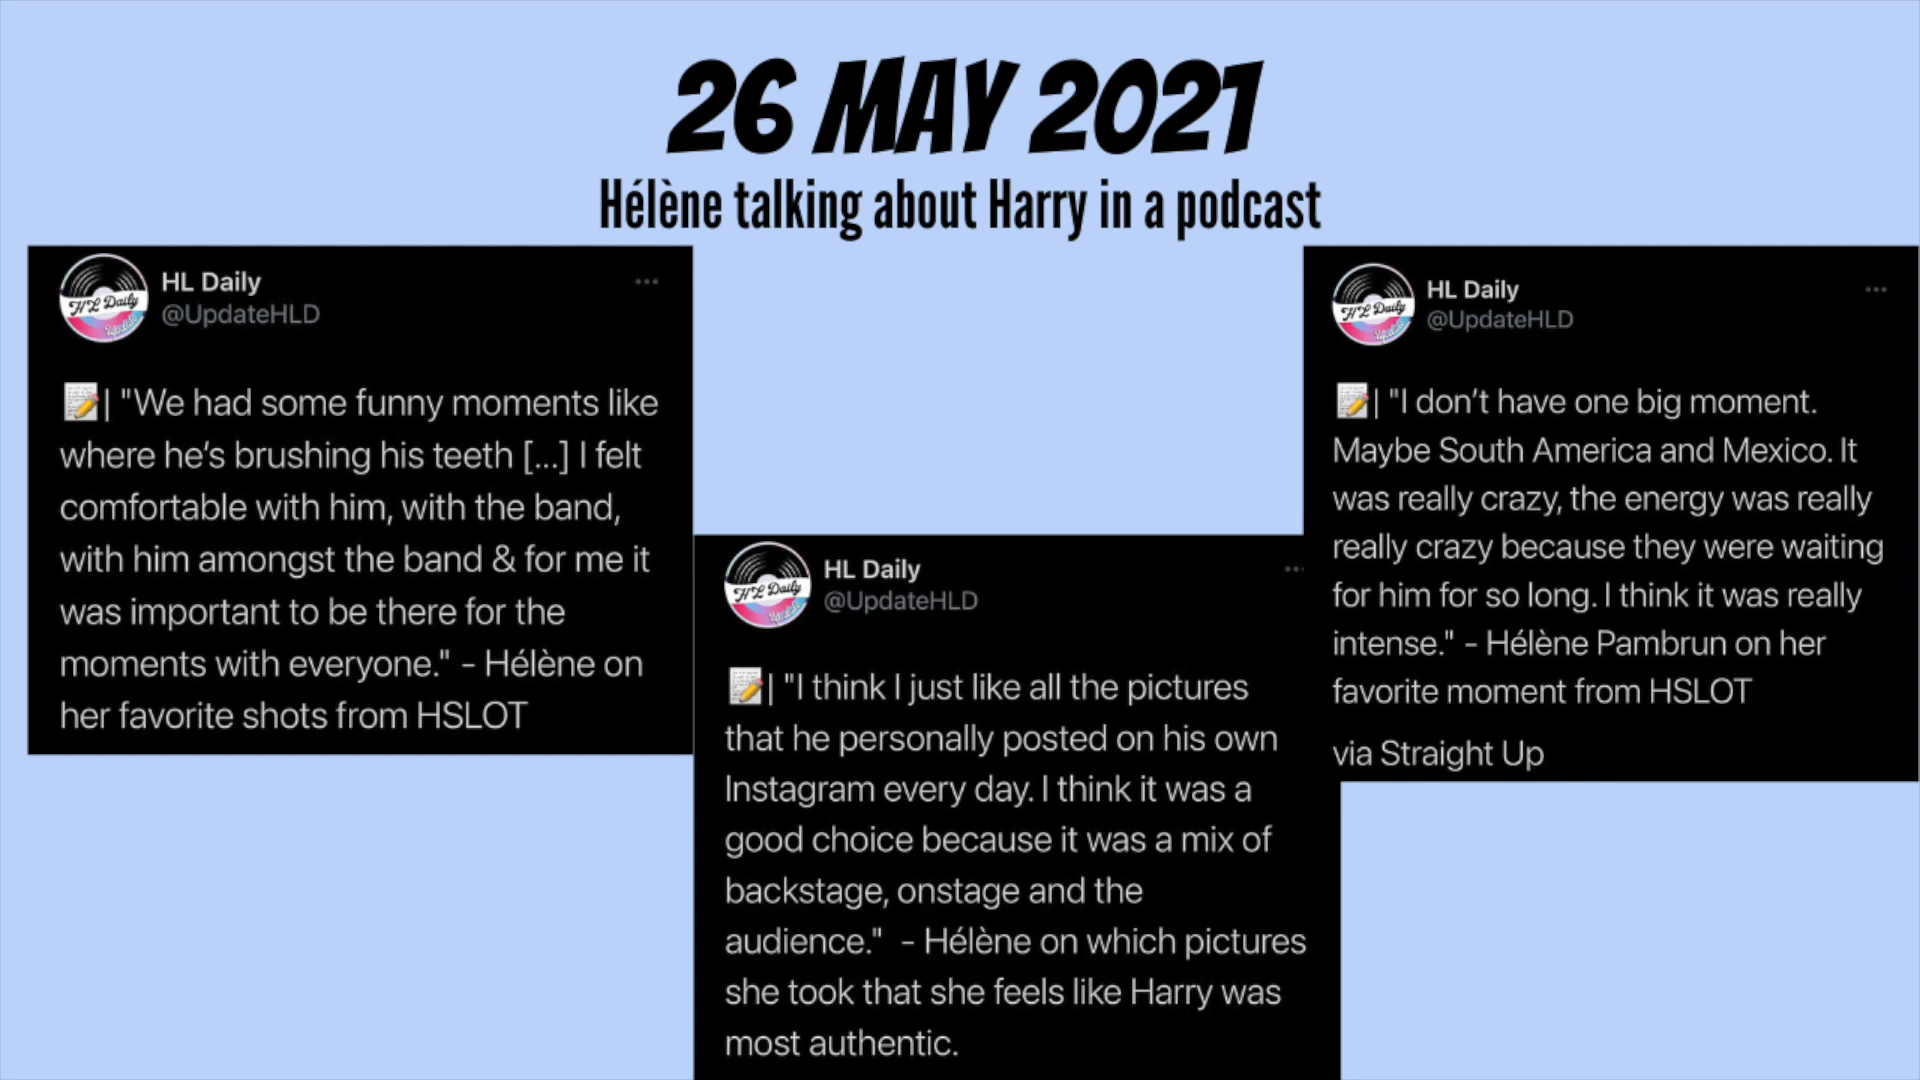 26 MAY 2021
Hélène talking about Harry in a podcast
HL Daily
@UpdateHLD
📝| "We had some funny moments like
where he's brushing his teeth [...] I felt
comfortable with him, with the band,
with him amongst the band & for me it
was important to be there for the
moments with everyone." - Hélène on
her favorite shots from HSLOT
HL Daily
@UpdateHLD
📝| "I think I just like all the pictures
that he personally posted on his own
Instagram every day. I think it was a
good choice because it was a mix of
backstage, onstage and the
audience."  - Hélène on which pictures
she took that she feels like Harry was
most authentic.
HL Daily
@UpdateHLD
📝| "I don't have one big moment.
Maybe South America and Mexico. It
was really crazy, the energy was really
really crazy because they were waiting
for him for so long. I think it was really
intense." - Hélène Pambrun on her
favorite moment from HSLOT
via Straight Up